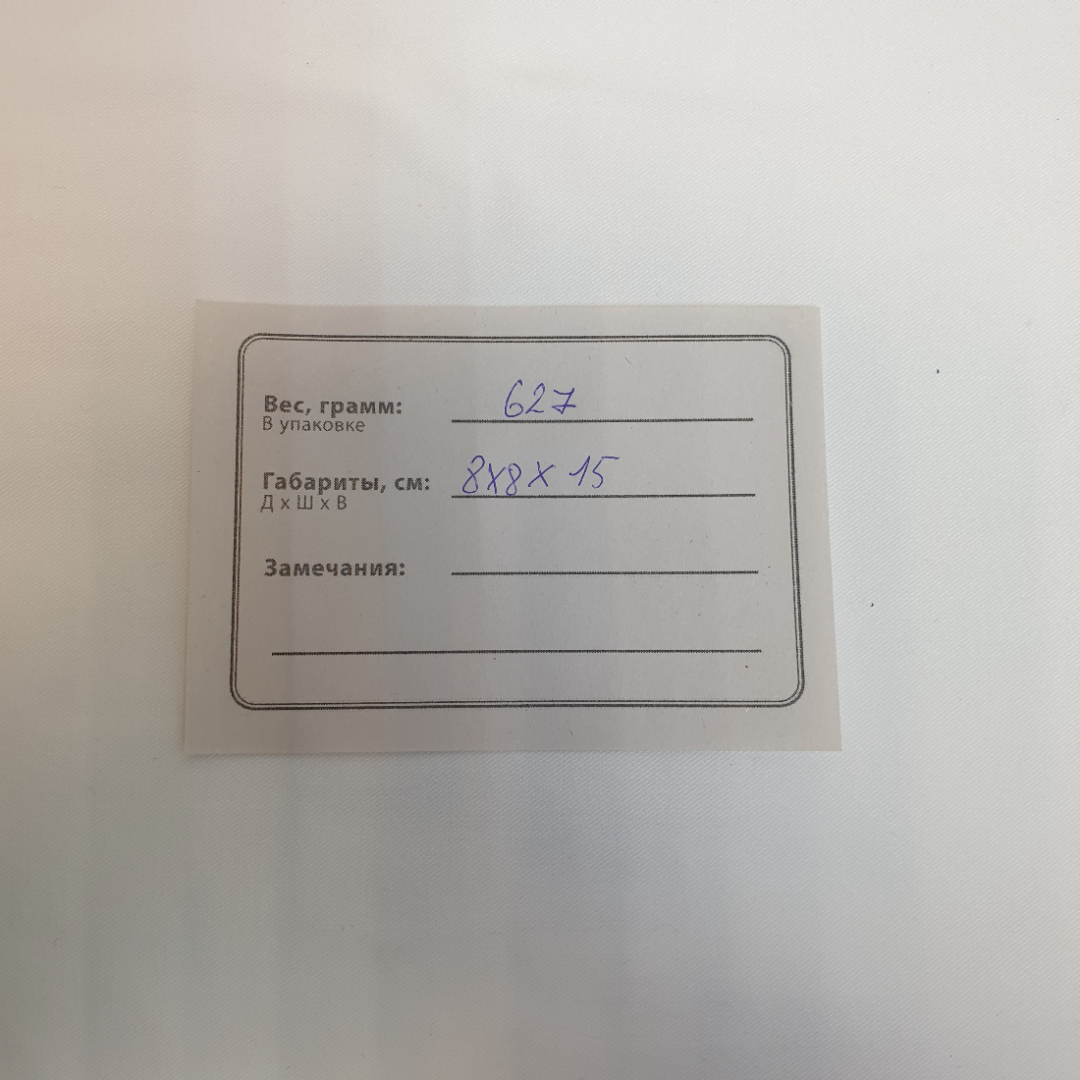 Вес, грамм: 627
В упаковке
Габариты, см: 8x8x15
Д х Ш х В
Замечания: